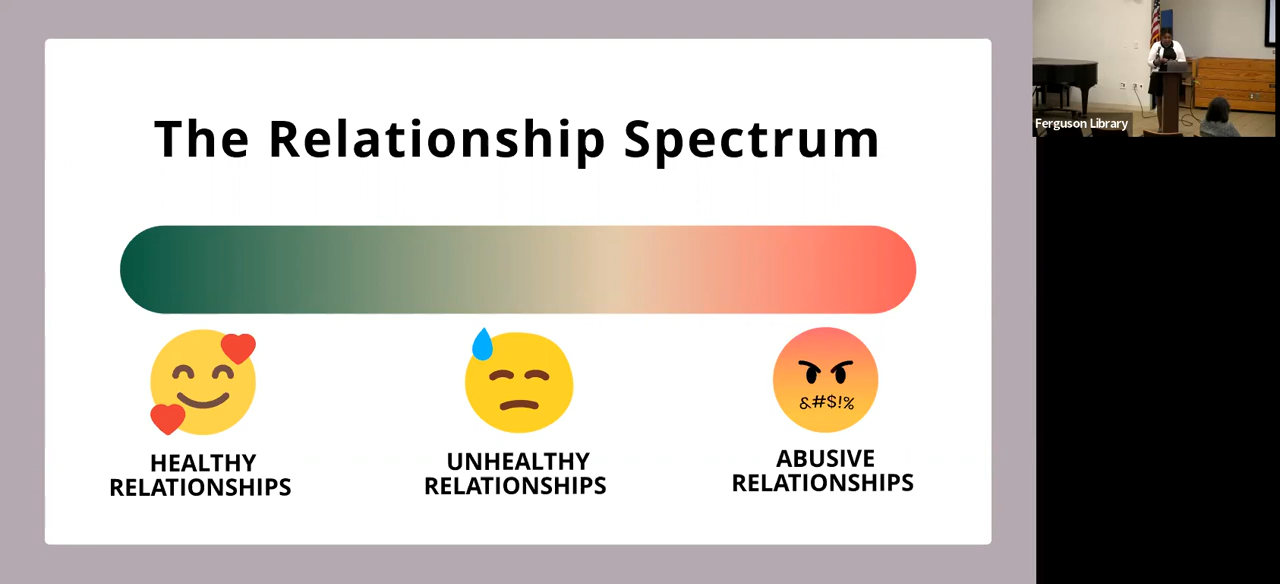 The Relationship Spectrum
&#$!%
HEALTHY
RELATIONSHIPS
UNHEALTHY
RELATIONSHIPS
ABUSIVE
RELATIONSHIPS
Ferguson Library